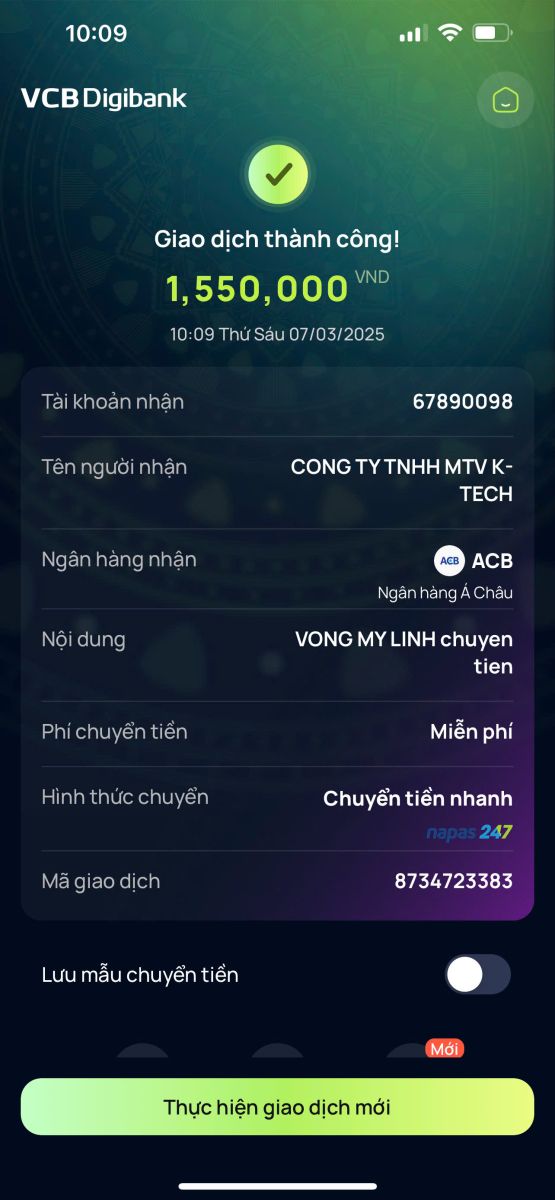 10:09
VCB Digibank
Giao dịch thành công!
1,550,000 VND
10:09 Thứ Sáu 07/03/2025
Tài khoản nhận 67890098
Tên người nhận CONG TY TNHH MTV K-
TECH
Ngân hàng nhận ACB ACB
Ngân hàng Á Châu
Nội dung VONG MY LINH chuyen
tien
Phí chuyển tiền Miễn phí
Hình thức chuyển Chuyển tiền nhanh
napas 247
Mã giao dịch 8734723383
Lưu mẫu chuyển tiền
Mới
Thực hiện giao dịch mới